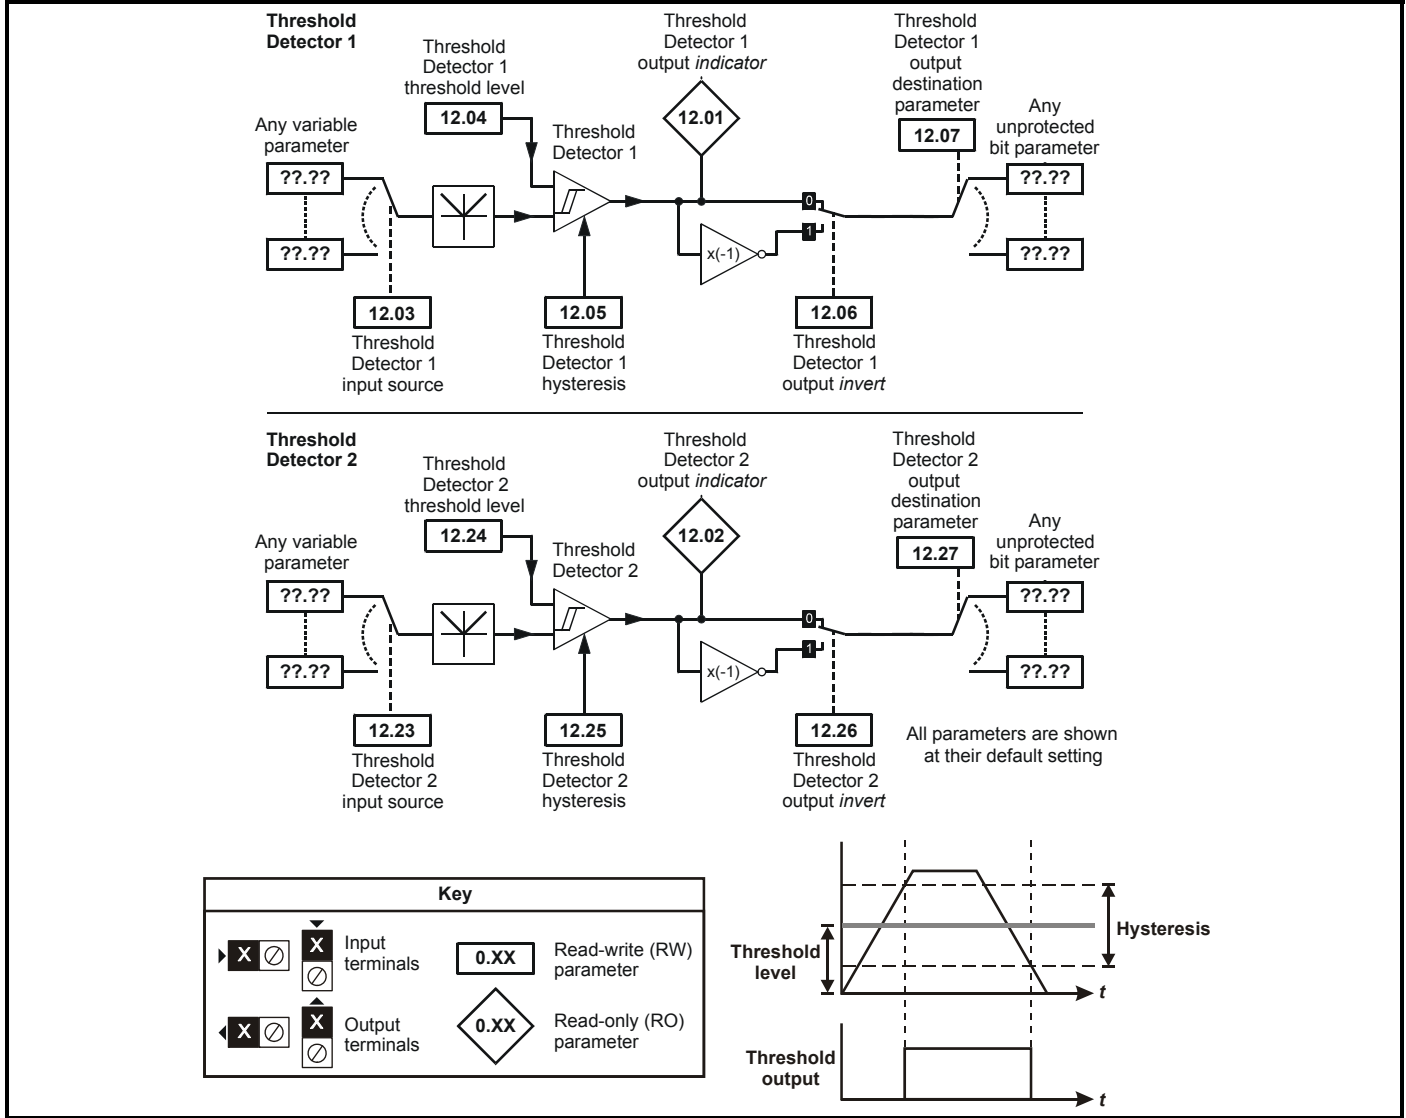 Threshold
Detector 1
Threshold
Detector 1
threshold level
12.04
Threshold
Detector 1
output indicator
12.01
Threshold
Detector 1
output
destination
parameter
12.07
Any
unprotected
bit parameter
Any variable
parameter
Threshold
Detector 1
??.??
??.??
??.??
??.??
0
1
x(-1)
12.03
Threshold
Detector 1
input source
12.05
Threshold
Detector 1
hysteresis
12.06
Threshold
Detector 1
output invert
Threshold
Detector 2
Threshold
Detector 2
threshold level
12.24
Threshold
Detector 2
output indicator
12.02
Threshold
Detector 2
output
destination
parameter
12.27
Any
unprotected
bit parameter
Any variable
parameter
Threshold
Detector 2
??.??
??.??
??.??
??.??
0
1
x(-1)
12.23
Threshold
Detector 2
input source
12.25
Threshold
Detector 2
hysteresis
12.26
Threshold
Detector 2
output invert
All parameters are shown
at their default setting
Key
X
X
Input
terminals
0.XX
Read-write (RW)
parameter
X
X
Output
terminals
0.XX
Read-only (RO)
parameter
Threshold
level
Hysteresis
t
Threshold
output
t